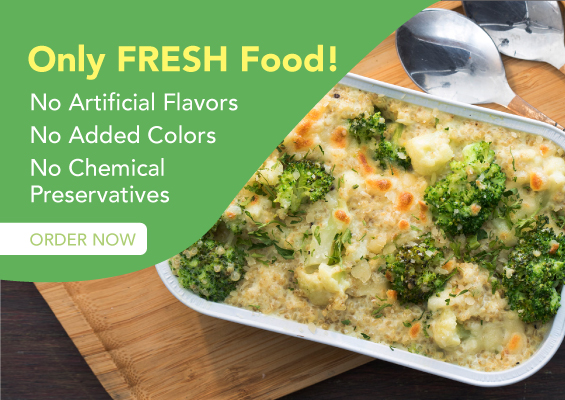 Only FRESH Food!
No Artificial Flavors
No Added Colors
No Chemical
Preservatives
ORDER NOW